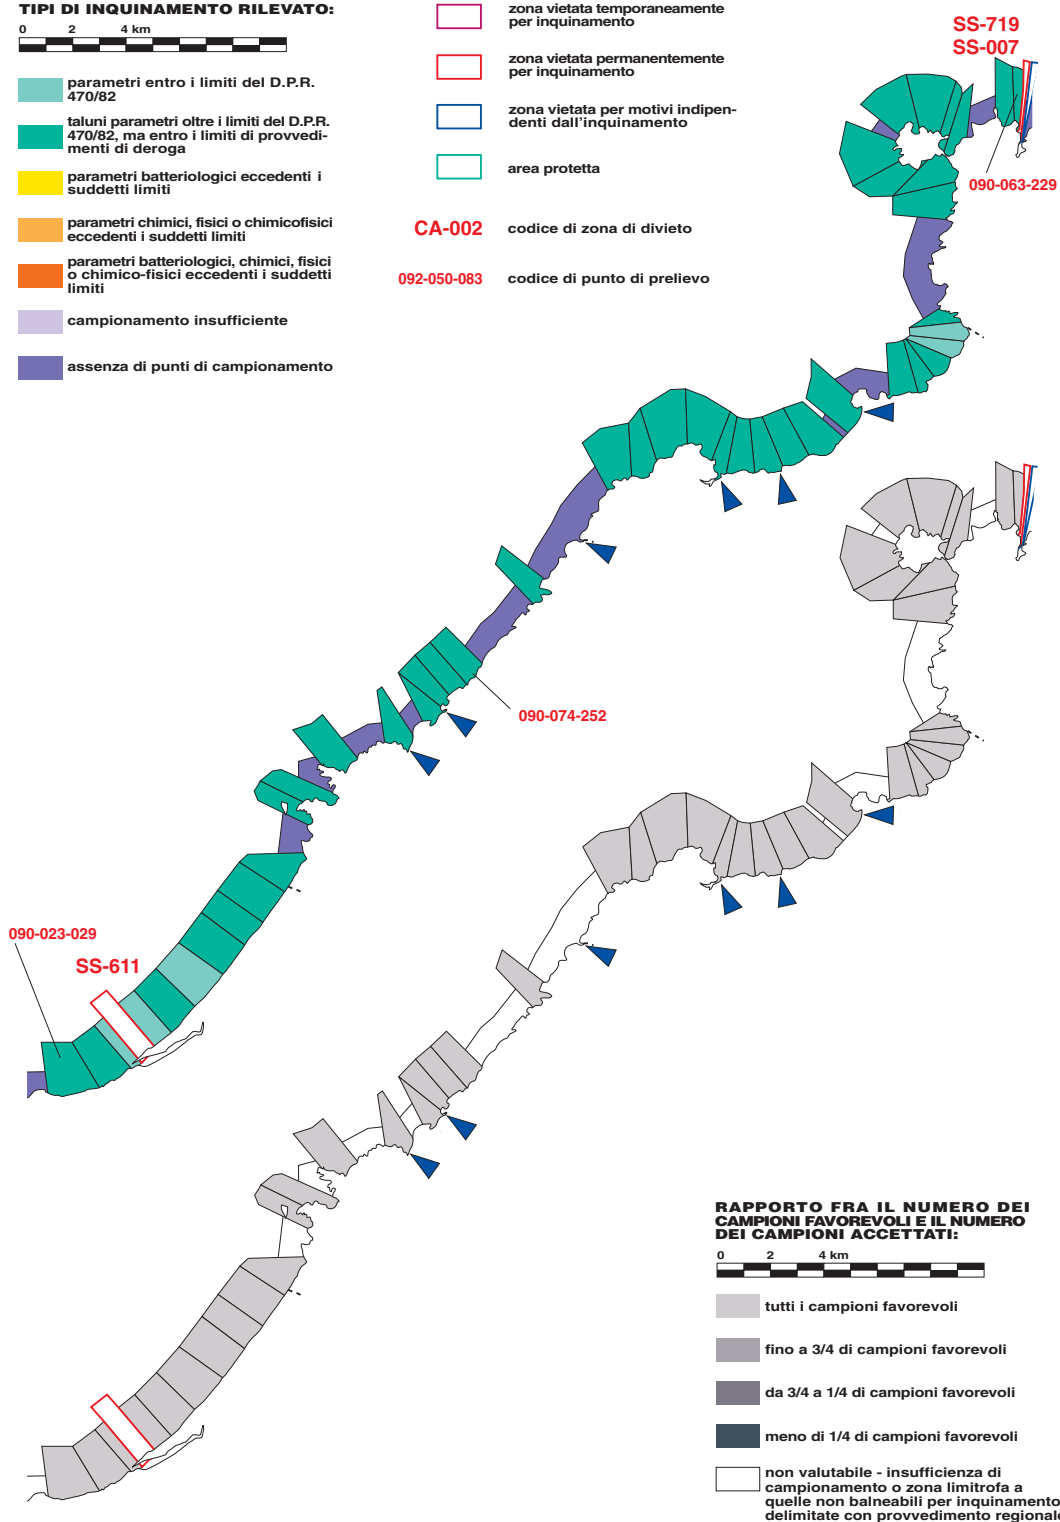 TIPI DI INQUINAMENTO RILEVATO:
0 2 4 km
parametri entro i limiti del D.P.R.
470/82
taluni parametri oltre i limiti del D.P.R.
470/82, ma entro i limiti di provvedi-
menti di deroga
parametri batteriologici eccedenti i
suddetti limiti
parametri chimici, fisici o chimicofisici
eccedenti i suddetti limiti
parametri batteriologici, chimici, fisici
o chimico-fisici eccedenti i suddetti
limiti
campionamento insufficiente
assenza di punti di campionamento
zona vietata temporaneamente
per inquinamento
zona vietata permanentemente
per inquinamento
zona vietata per motivi indipen-
denti dall'inquinamento
area protetta
CA-002 codice di zona di divieto
092-050-083 codice di punto di prelievo
SS-719
SS-007
090-063-229
090-074-252
090-023-029
SS-611
RAPPORTO FRA IL NUMERO DEI
CAMPIONI FAVOREVOLI E IL NUMERO
DEI CAMPIONI ACCETTATI:
0 2 4 km
tutti i campioni favorevoli
fino a 3/4 di campioni favorevoli
da 3/4 a 1/4 di campioni favorevoli
meno di 1/4 di campioni favorevoli
non valutabile - insufficienza di
campionamento o zona limitrofa a
quelle non balneabili per inquinamento
delimitate con provvedimento regionale